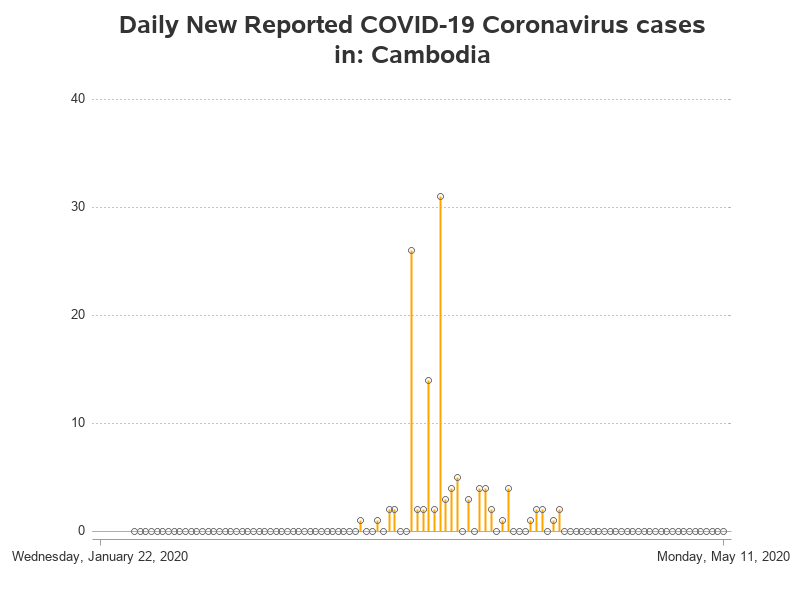 Daily New Reported COVID-19 Coronavirus cases
in: Cambodia
40
30
20
10
0
Wednesday, January 22, 2020
Monday, May 11, 2020